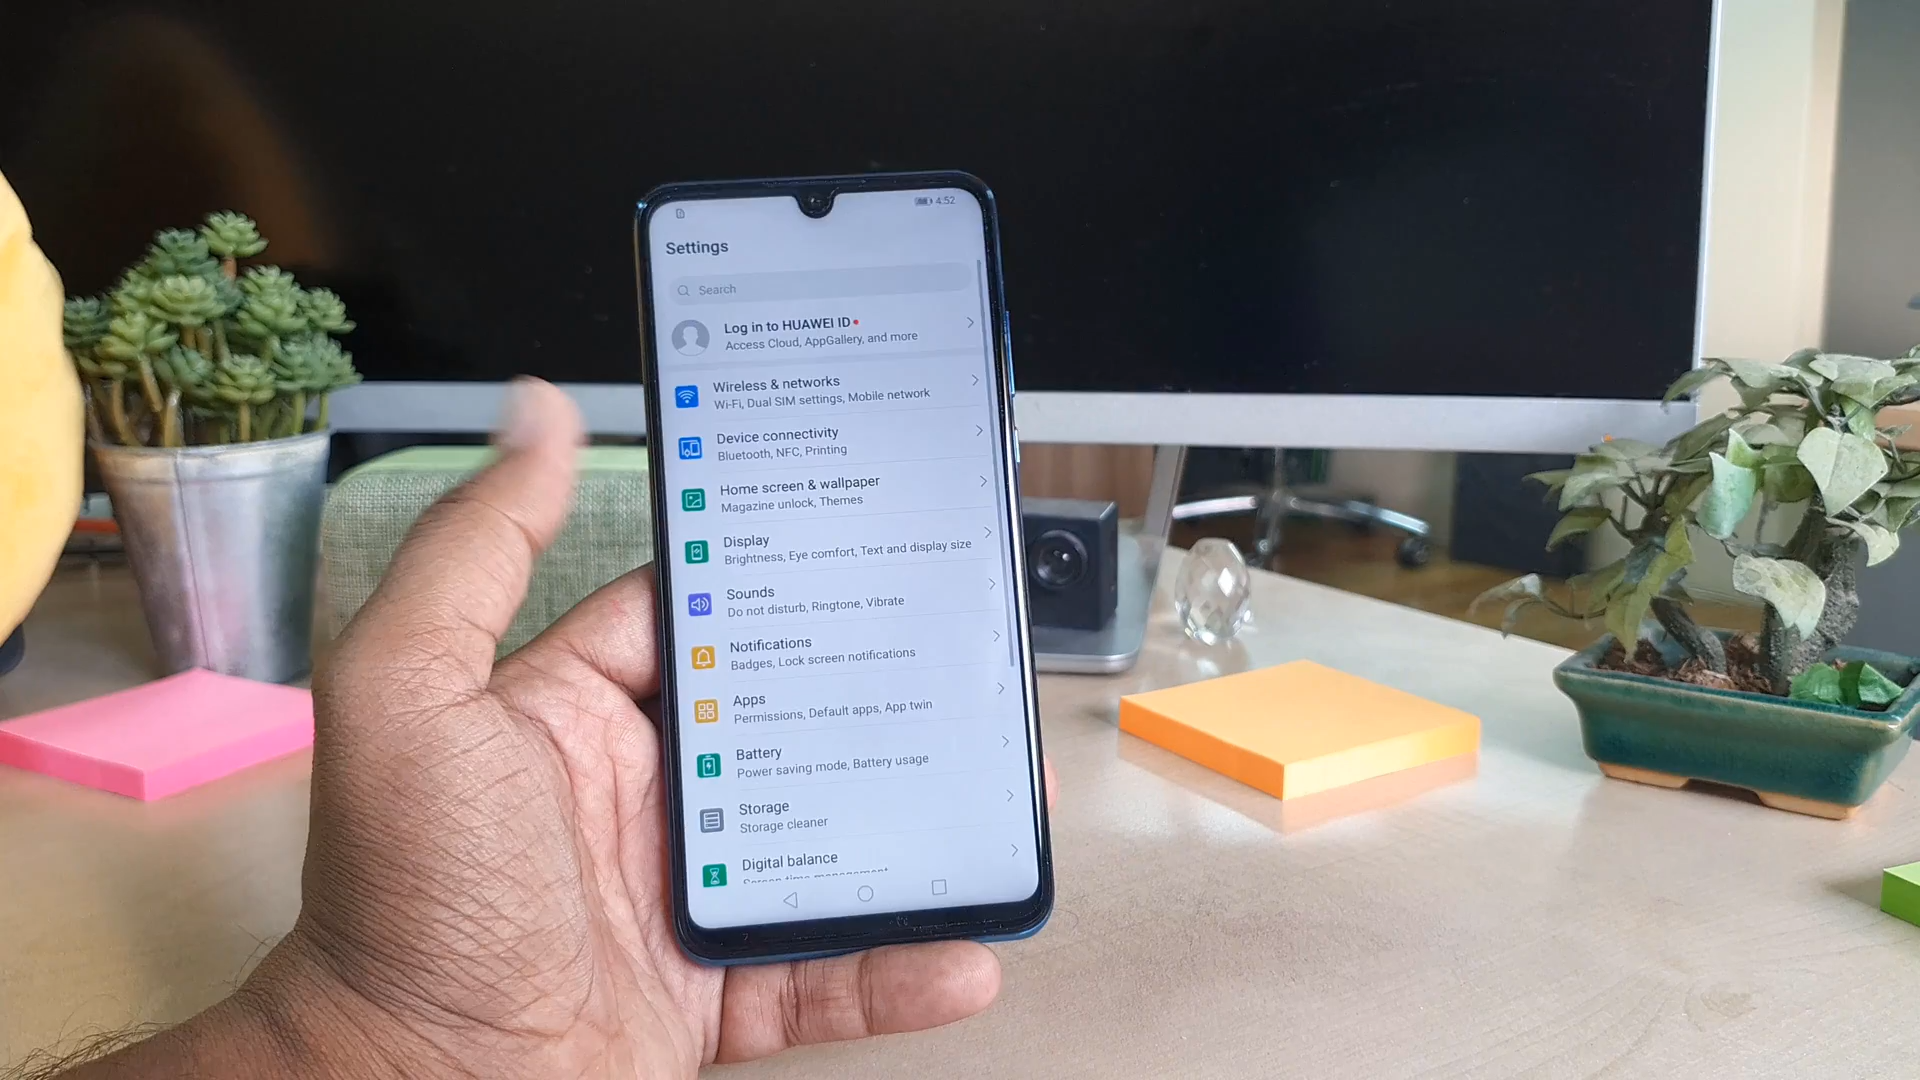 4:52
Settings
Search
Log in to HUAWEI ID
Access Cloud, AppGallery, and more
Wireless & networks
Wi-Fi, Dual SIM settings, Mobile network
Device connectivity
Bluetooth, NFC, Printing
Home screen & wallpaper
Magazine unlock, Themes
Display
Brightness, Eye comfort, Text and display size
Sounds
Do not disturb, Ringtone, Vibrate
Notifications
Badges, Lock screen notifications
Apps
Permissions, Default apps, App twin
Battery
Power saving mode, Battery usage
Storage
Storage cleaner
Digital balance
Screen time management